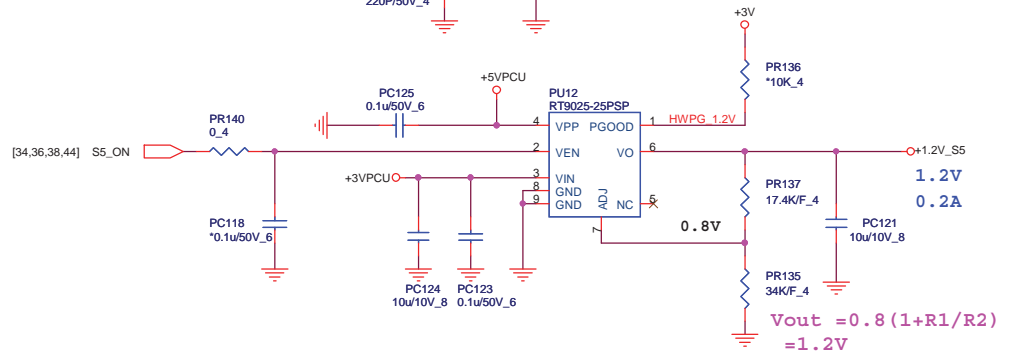 220P/50V_4
+3V
PR136
*10K_4
+5VPCU
PC125
0.1u/50V_6
PU12
RT9025-25PSP
PR140
0_4
4 VPP PGOOD 1 HWPG_1.2V
[34,36,38,44] S5_ON
2 VEN VO 6
+1.2V_S5
1.2V
0.2A
+3VPCU
3 VIN
8 GND
9 GND
ADJ
NC 5
7
0.8V
PR137
17.4K/F_4
PC118
*0.1u/50V_6
PC121
10u/10V_8
PC124
10u/10V_8
PC123
0.1u/50V_6
PR135
34K/F_4
Vout =0.8(1+R1/R2)
=1.2V